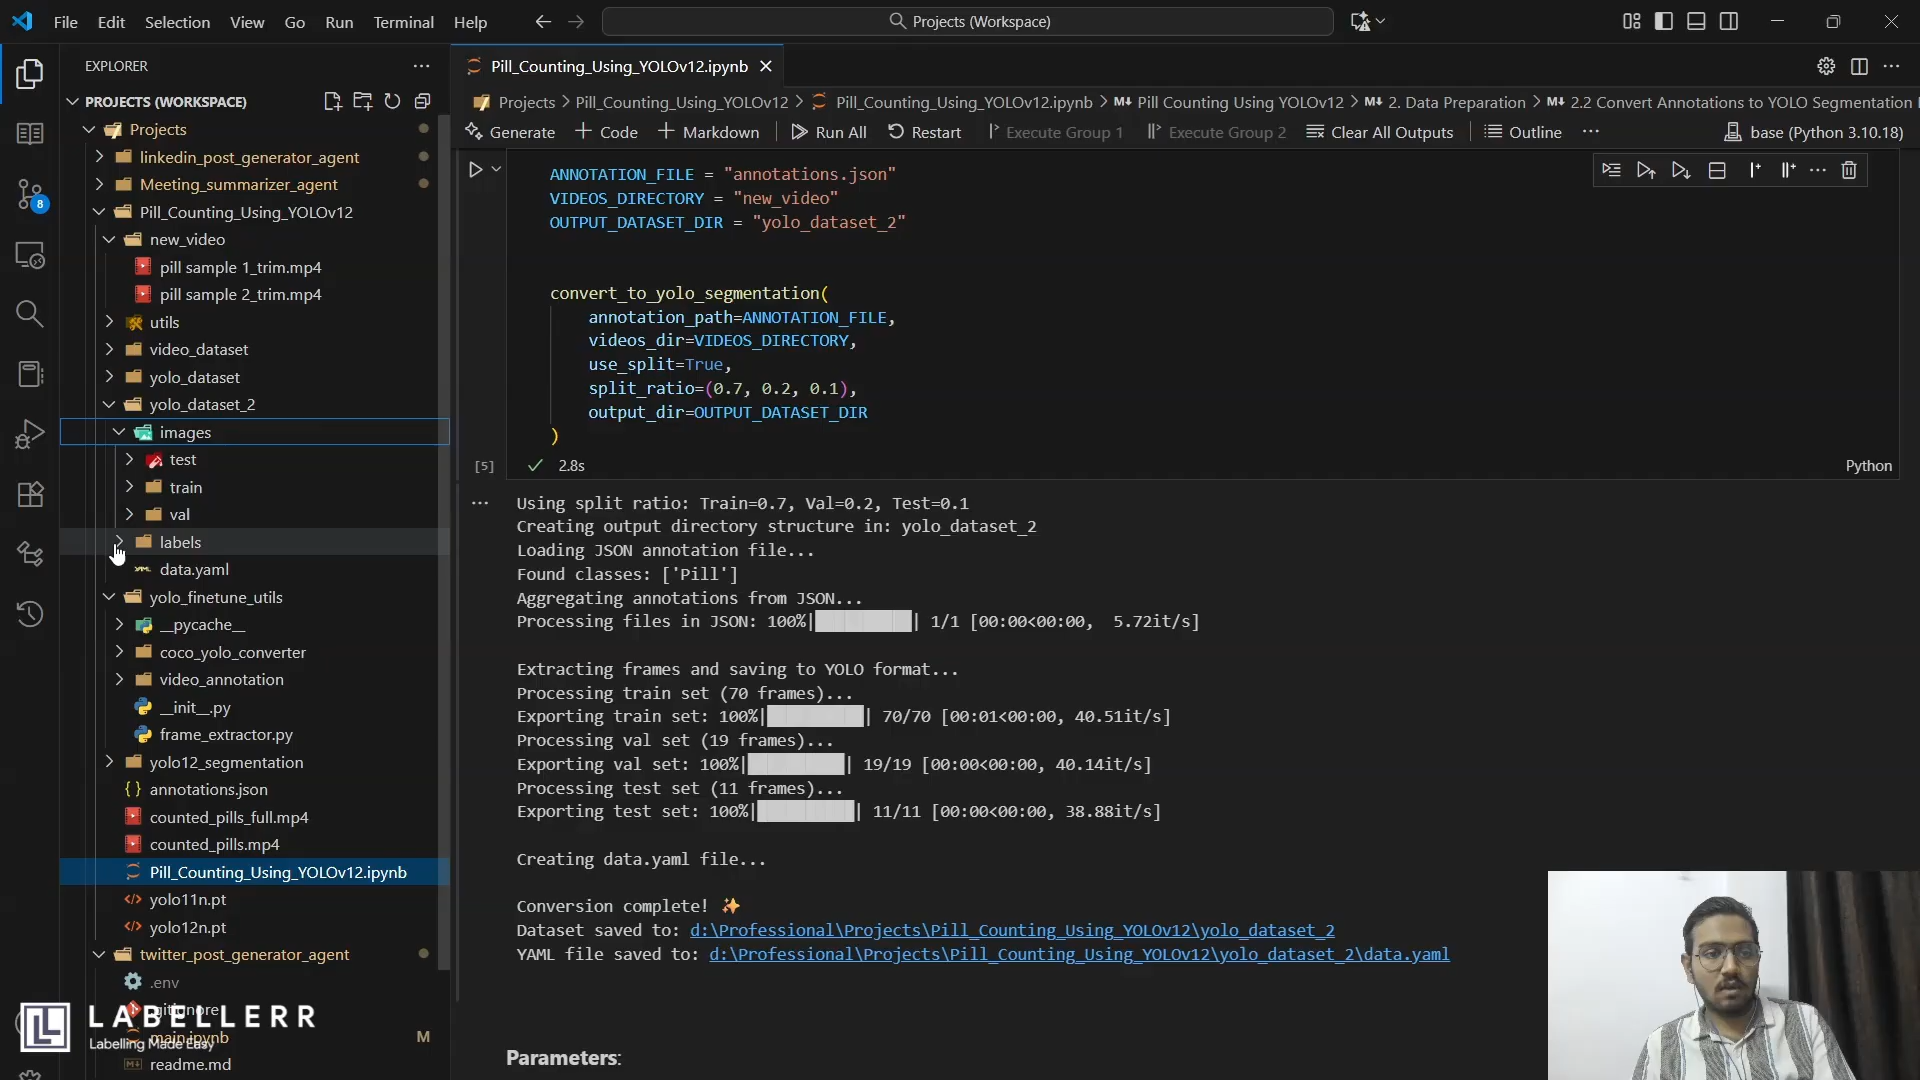 File Edit Selection View Go Run Terminal Help
Projects (Workspace)
EXPLORER
PROJECTS (WORKSPACE)
Projects
linkedin_post_generator_agent
Meeting_summarizer_agent
Pill_Counting_Using_YOLOv12
new_video
pill sample 1_trim.mp4
pill sample 2_trim.mp4
utils
video_dataset
yolo_dataset
yolo_dataset_2
images
test
train
val
labels
data.yaml
yolo_finetune_utils
__pycache__
coco_yolo_converter
video_annotation
__init__.py
frame_extractor.py
yolo12_segmentation
annotations.json
counted_pills_full.mp4
counted_pills.mp4
Pill_Counting_Using_YOLOv12.ipynb
yolo11n.pt
yolo12n.pt
twitter_post_generator_agent
.env
.gitignore
main.ipynb M
readme.md
8
LABELLERR
Labelling Made Easy
Pill_Counting_Using_YOLOv12.ipynb
Projects > Pill_Counting_Using_YOLOv12 > Pill_Counting_Using_YOLOv12.ipynb > M↓ Pill Counting Using YOLOv12 > M↓ 2. Data Preparation > M↓ 2.2 Convert Annotations to YOLO Segmentation
Generate + Code + Markdown Run All Restart Execute Group 1 Execute Group 2 Clear All Outputs Outline ... base (Python 3.10.18)
ANNOTATION_FILE = "annotations.json"
VIDEOS_DIRECTORY = "new_video"
OUTPUT_DATASET_DIR = "yolo_dataset_2"
convert_to_yolo_segmentation(
annotation_path=ANNOTATION_FILE,
videos_dir=VIDEOS_DIRECTORY,
use_split=True,
split_ratio=(0.7, 0.2, 0.1),
output_dir=OUTPUT_DATASET_DIR
)
[5] ✓ 2.8s Python
Using split ratio: Train=0.7, Val=0.2, Test=0.1
Creating output directory structure in: yolo_dataset_2
Loading JSON annotation file...
Found classes: ['Pill']
Aggregating annotations from JSON...
Processing files in JSON: 100%|██████████| 1/1 [00:00<00:00, 5.72it/s]
Extracting frames and saving to YOLO format...
Processing train set (70 frames)...
Exporting train set: 100%|██████████| 70/70 [00:01<00:00, 40.51it/s]
Processing val set (19 frames)...
Exporting val set: 100%|██████████| 19/19 [00:00<00:00, 40.14it/s]
Processing test set (11 frames)...
Exporting test set: 100%|██████████| 11/11 [00:00<00:00, 38.88it/s]
Creating data.yaml file...
Conversion complete! ✨
Dataset saved to: d:\Professional\Projects\Pill_Counting_Using_YOLOv12\yolo_dataset_2
YAML file saved to: d:\Professional\Projects\Pill_Counting_Using_YOLOv12\yolo_dataset_2\data.yaml
Parameters: